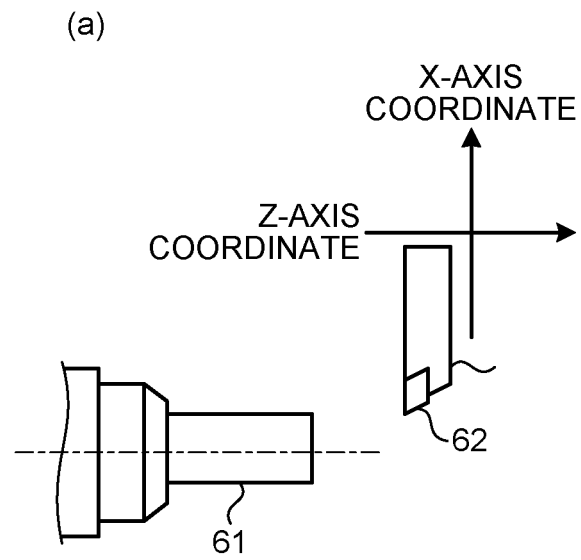 (a)
X-AXIS
COORDINATE
Z-AXIS
COORDINATE
62
61